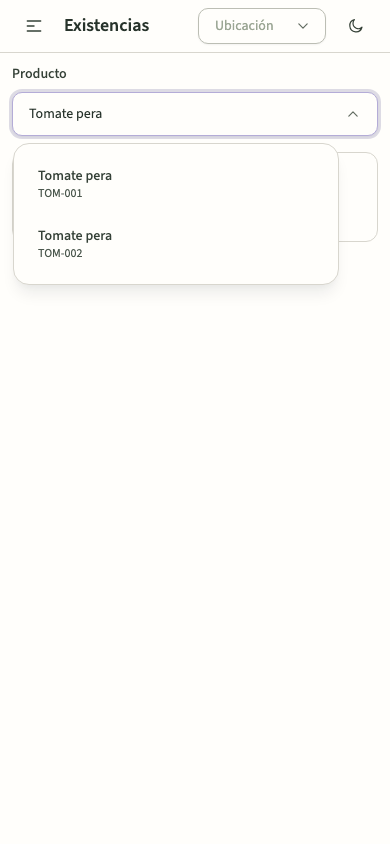 Existencias
Ubicación
Producto
Tomate pera
Tomate pera
TOM-001
Tomate pera
TOM-002